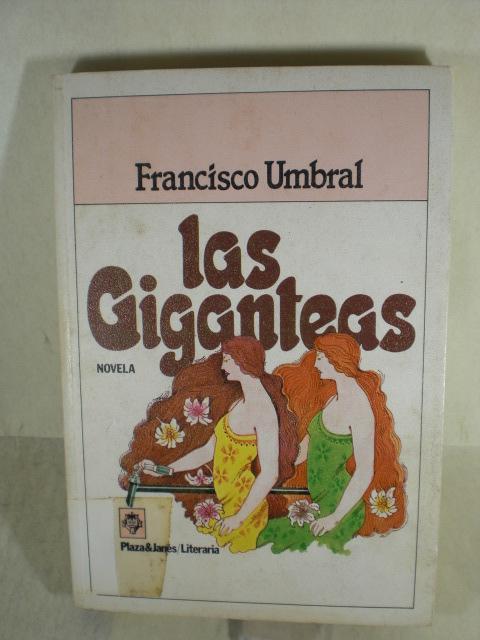 Francisco Umbral
las
Giganteas
NOVELA
Plaza&Janés/Literaria